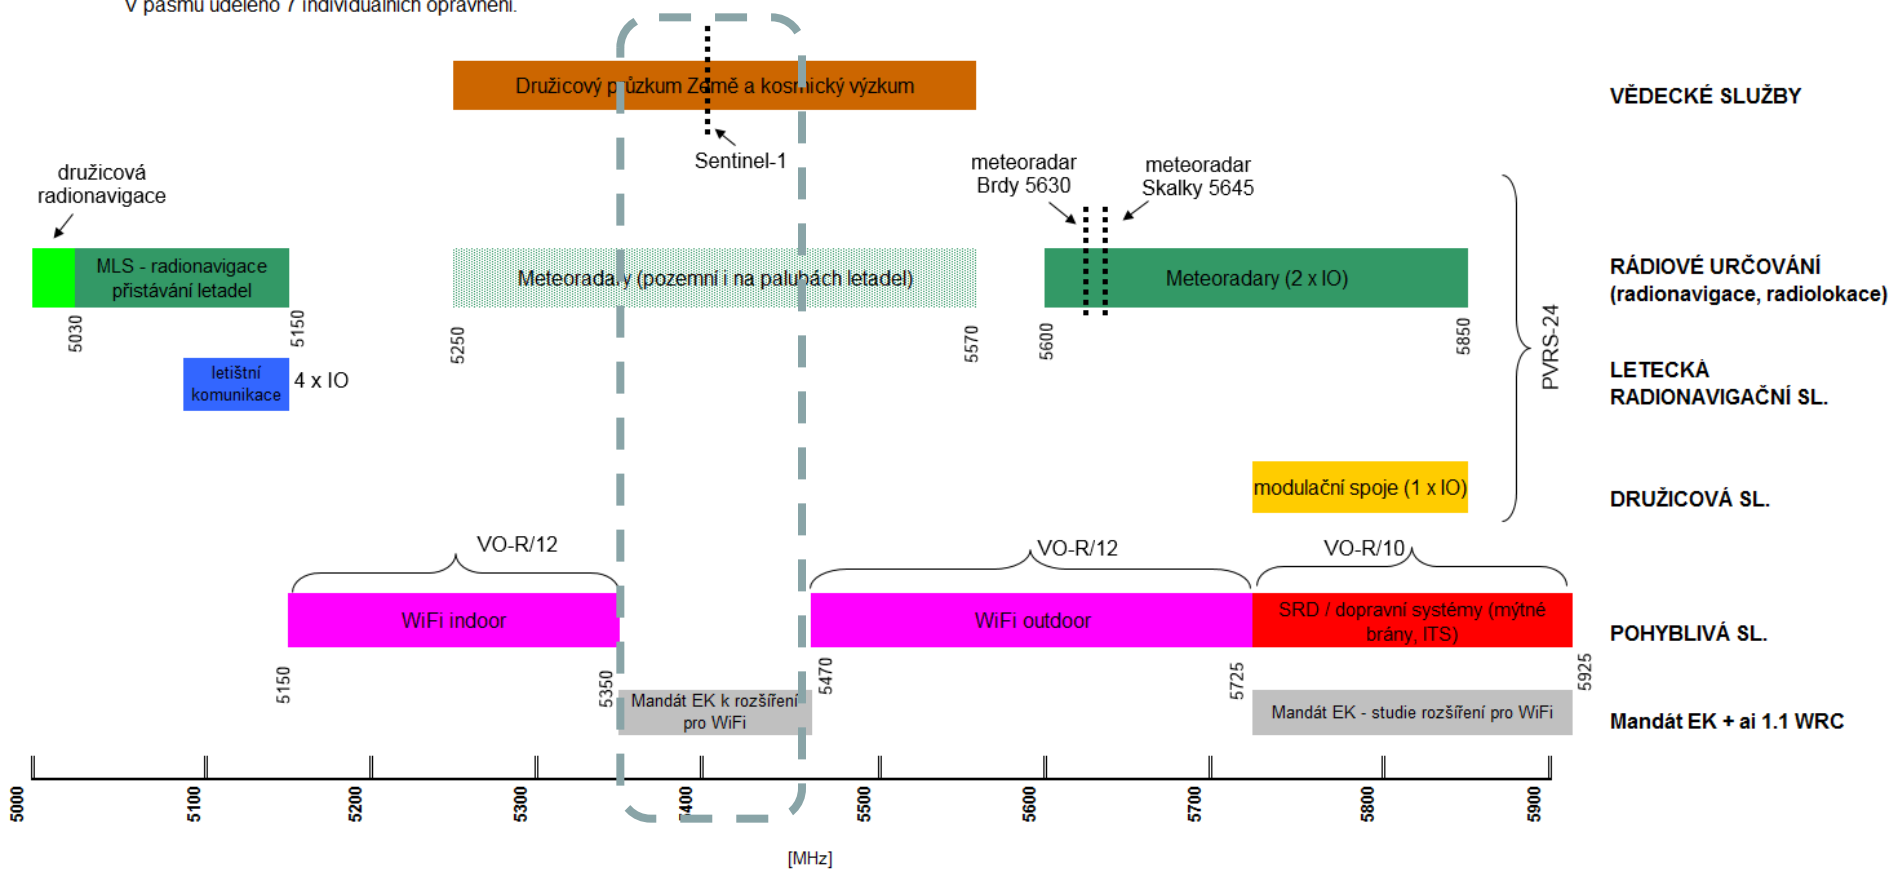 V pásmu uděleno 7 individuálních oprávnění.
Družicový průzkum Země a kosmický výzkum
VĚDECKÉ SLUŽBY
Sentinel-1
družicová
radionavigace
meteoradar
Brdy 5630
meteoradar
Skalky 5645
MLS - radionavigace
přistávání letadel
Meteoradary (pozemní i na palubách letadel)
Meteoradary (2 x IO)
RÁDIOVÉ URČOVÁNÍ
(radionavigace, radiolokace)
5030
5150
5250
5570
5600
5850
PVRS-24
letištní
komunikace
4 x IO
LETECKÁ
RADIONAVIGAČNÍ SL.
modulační spoje (1 x IO)
DRUŽICOVÁ SL.
VO-R/12
VO-R/12
VO-R/10
WiFi indoor
WiFi outdoor
SRD / dopravní systémy (mýtné
brány, ITS)
POHYBLIVÁ SL.
5150
5350
5470
5725
5925
Mandát EK k rozšíření
pro WiFi
Mandát EK - studie rozšíření pro WiFi
Mandát EK + ai 1.1 WRC
5000
5100
5200
5300
5400
5500
5600
5700
5800
5900
[MHz]